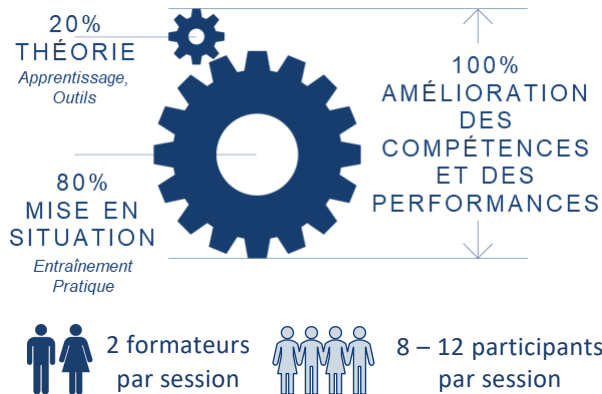 20%
THÉORIE
Apprentissage,
Outils
80%
MISE EN
SITUATION
Entraînement
Pratique
100%
AMÉLIORATION
DES
COMPÉTENCES
ET DES
PERFORMANCES
2 formateurs
par session
8 – 12 participants
par session